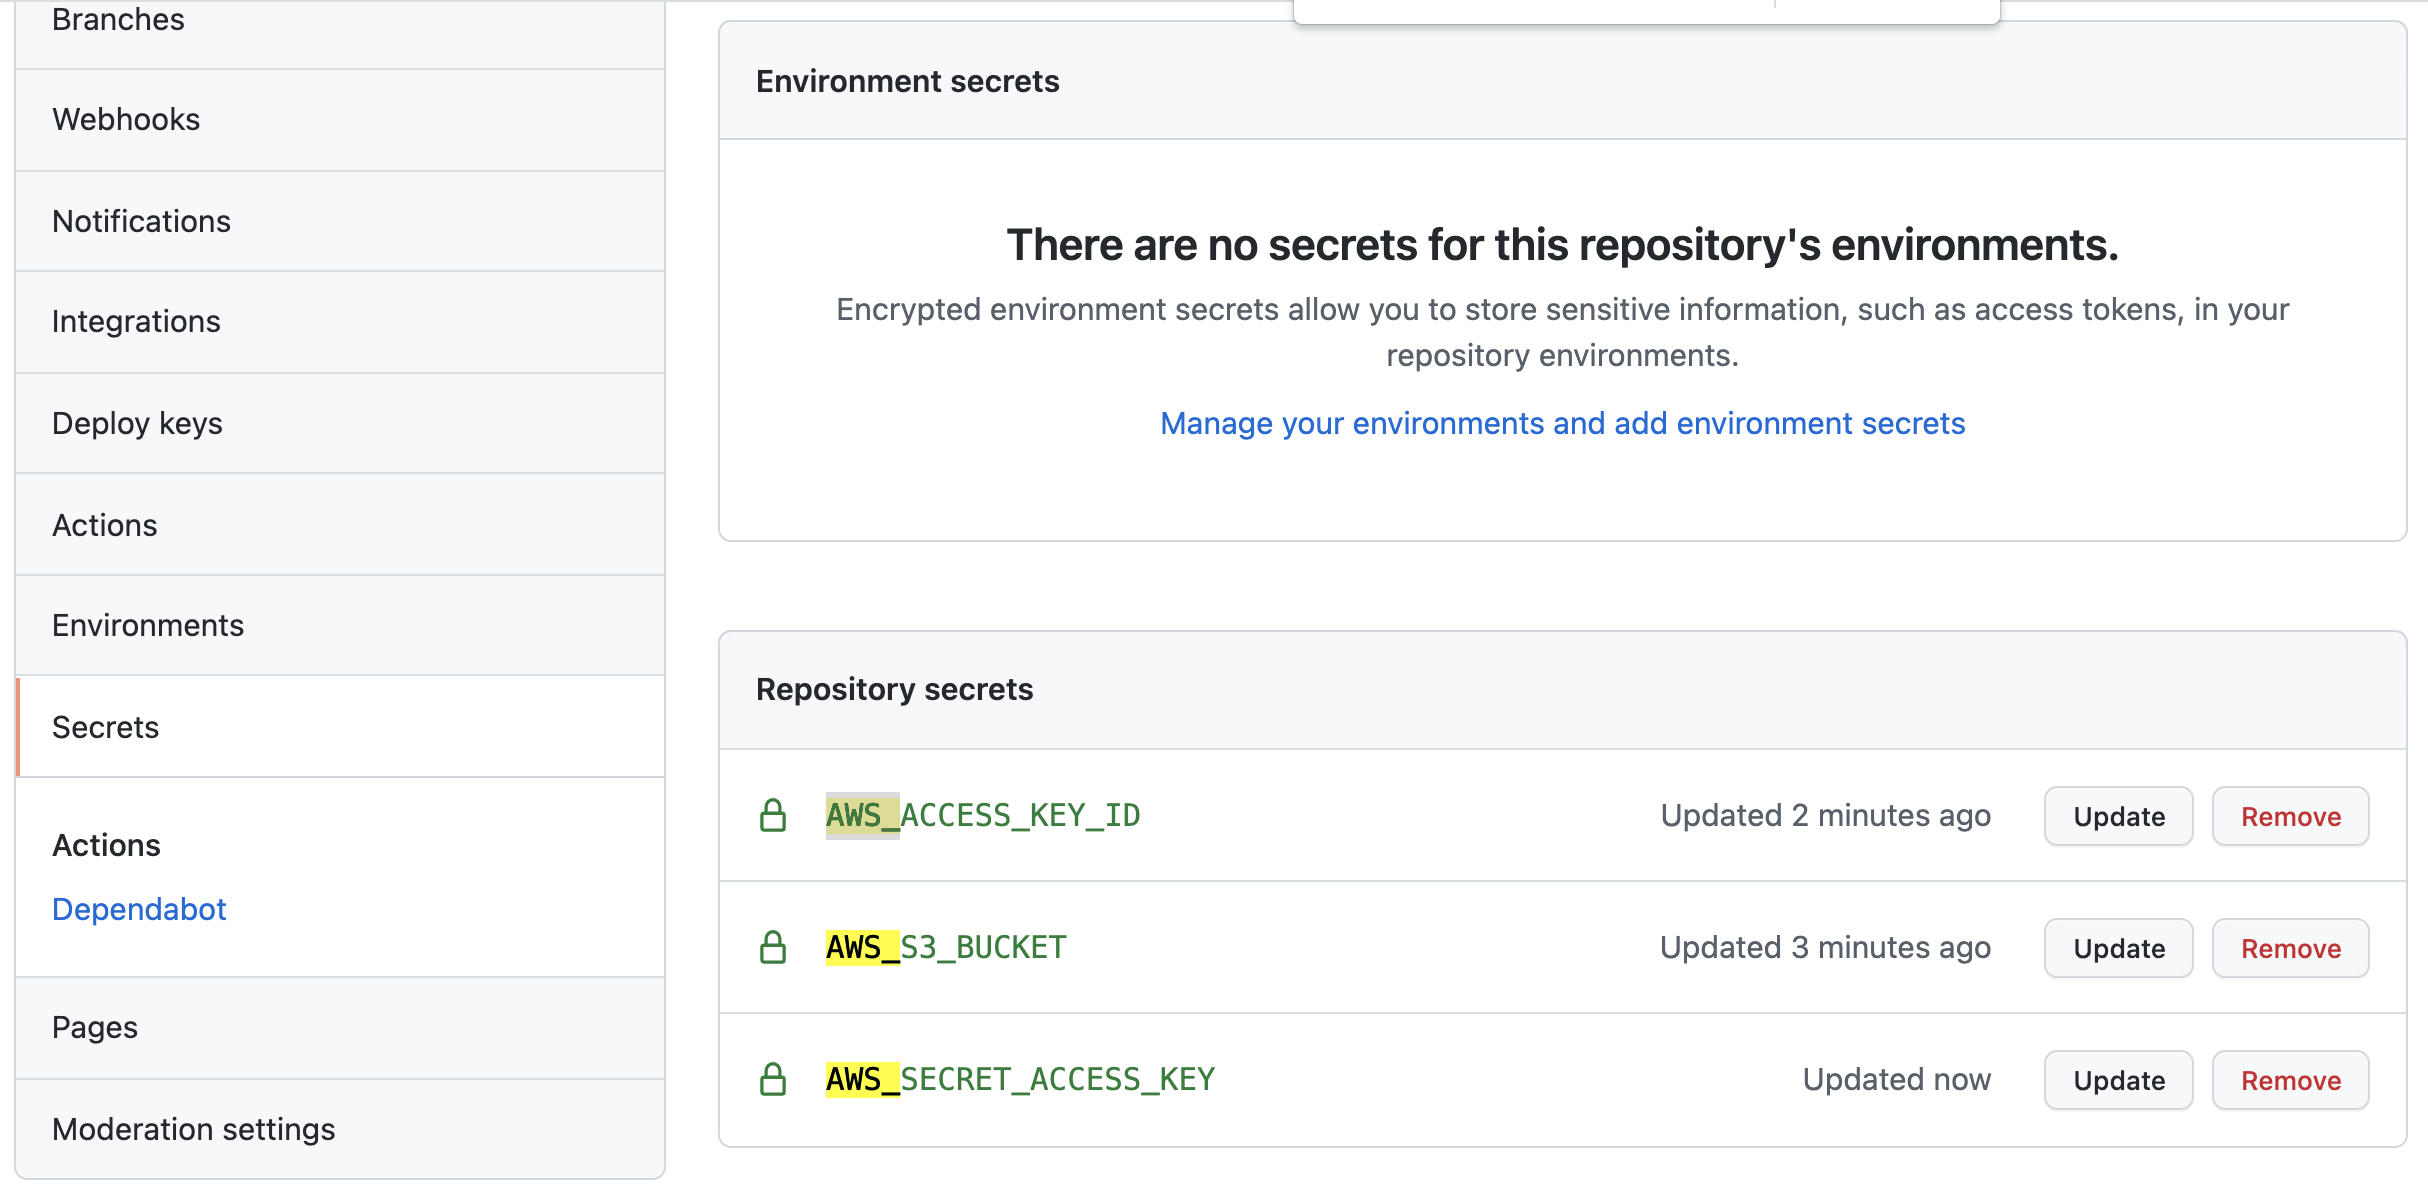 Branches
Webhooks
Notifications
Integrations
Deploy keys
Actions
Environments
Secrets
Actions
Dependabot
Pages
Moderation settings
Environment secrets
There are no secrets for this repository's environments.
Encrypted environment secrets allow you to store sensitive information, such as access tokens, in your
repository environments.
Manage your environments and add environment secrets
Repository secrets
AWS_ACCESS_KEY_ID Updated 2 minutes ago Update Remove
AWS_S3_BUCKET Updated 3 minutes ago Update Remove
AWS_SECRET_ACCESS_KEY Updated now Update Remove